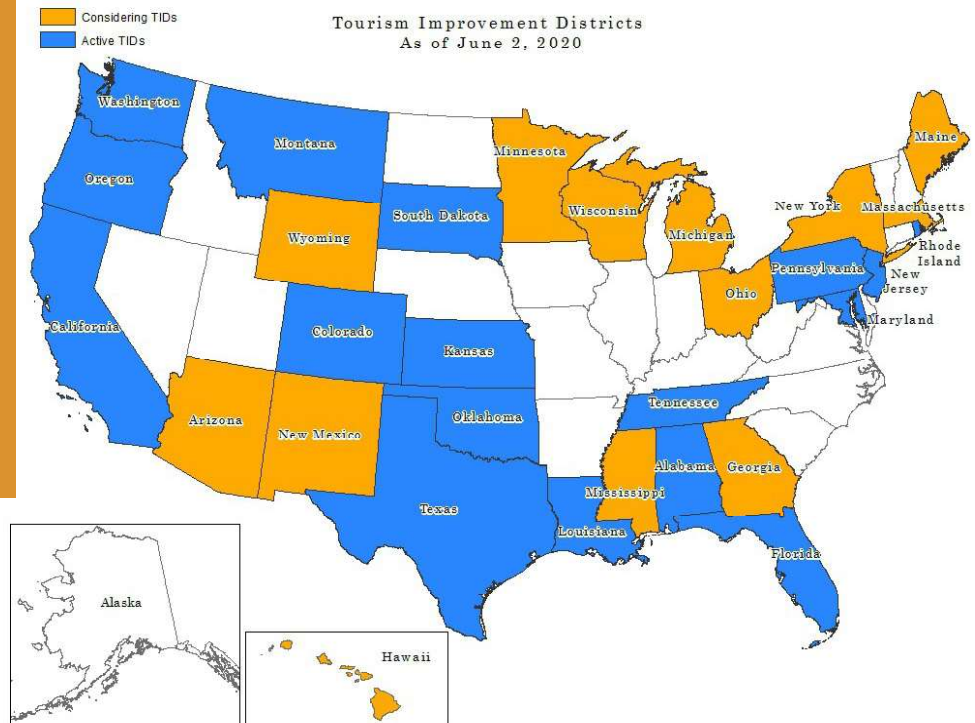 Considering TIDs
Active TIDs
Tourism Improvement Districts
As of June 2, 2020
Washington
Montana
Oregon
Minnesota
Maine
South Dakota
Wisconsin
New York
Massachusetts
Wyoming
Michigan
Rhode
Island
Pennsylvania
New
Jersey
Ohio
Maryland
California
Colorado
Kansas
Tennessee
Arizona
New Mexico
Oklahoma
Alabama
Georgia
Mississippi
Texas
Louisiana
Florida
Alaska
Hawaii